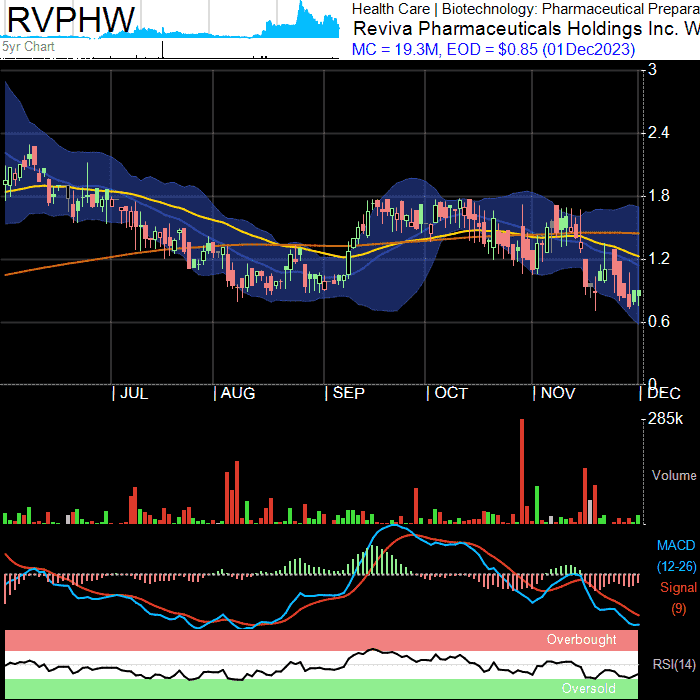 RVPHW
5yr Chart
Health Care | Biotechnology: Pharmaceutical Prepara
Reviva Pharmaceuticals Holdings Inc. W
MC = 19.3M, EOD = $0.85 (01Dec2023)
3
2.4
1.8
1.2
0.6
0
| JUL | AUG | SEP | OCT | NOV | DEC
285k
Volume
MACD
(12-26)
Signal
(9)
Overbought
RSI(14)
Oversold